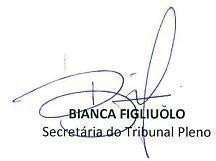 BIANCA FIGLIUOLO
Secretária do Tribunal Pleno